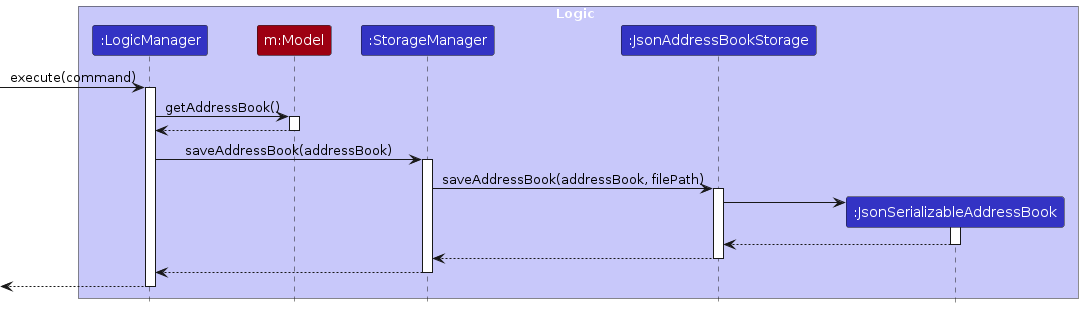 Logic
:LogicManager
m:Model
:StorageManager
:JsonAddressBookStorage
execute(command)
getAddressBook()
saveAddressBook(addressBook)
saveAddressBook(addressBook, filePath)
:JsonSerializableAddressBook